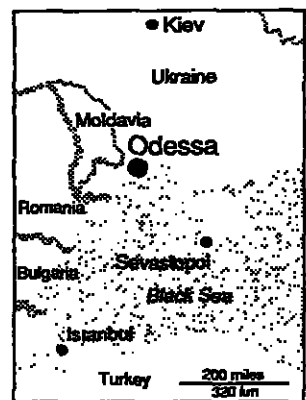 Kiev
Ukraine
Moldavia
Odessa
Romania
Sevastopol
Bulgaria
Black Sea
Istanbul
Turkey
200 miles
320 km